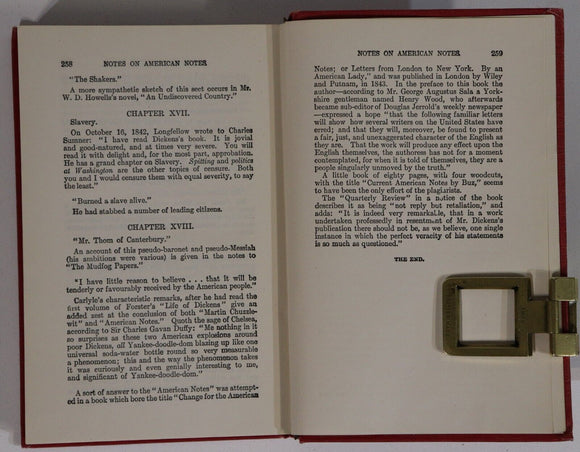 258 NOTES ON AMERICAN NOTES
"The Shakers."
A more sympathetic sketch of this sect occurs in Mr.
W. D. Howells's novel, "An Undiscovered Country."
CHAPTER XVII.
Slavery.
On October 16, 1842, Longfellow wrote to Charles
Sumner: "I have read Dickens's book. It is jovial
and good-natured, and at times very severe. You will
read it with delight and, for the most part, approbation.
He has a grand chapter on Slavery. Spitting and politics
at Washington are the other topics of censure. Both
you and I would censure them with equal severity, to say
the least."
"Burned a slave alive."
He had stabbed a number of leading citizens.
CHAPTER XVIII.
"Mr. Thom of Canterbury."
An account of this pseudo-baronet and pseudo-Messiah
(his ambitions were various) is given in the notes to
"The Mudfog Papers."
"I have little reason to believe . . . that it will be
tenderly or favourably received by the American people."
Carlyle's characteristic remarks, after he had read the
first volume of Forster's "Life of Dickens" give an
added zest at the conclusion of both "Martin Chuzzle-
wit" and "American Notes." Quoth the sage of Chelsea,
according to Sir Charles Gavan Duffy: "Me nothing in it
so surprises as these two American explosions around
poor Dickens, all Yankee-doodle-dom blazing up like one
universal soda-water bottle round so very measurable
a phenomenon; this and the way the phenomenon takes
it was curiously and even genially interesting to me,
and significant of Yankee-doodle-dom."
A sort of answer to the "American Notes" was attempt-
ed in a book which bore the title "Change for the American
NOTES ON AMERICAN NOTES 259
Notes; or Letters from London to New York. By an
American Lady," and was published in London by Wiley
and Putnam, in 1843. In the preface to this book the
author—according to Mr. George Augustus Sala a York-
shire gentleman named Henry Wood, who afterwards
became sub-editor of Douglas Jerrold's weekly newspaper
—expressed a hope "that the following familiar letters
will show how several writers on the United States have
erred; and that they will, moreover, be found to present
a fair, just, and unexaggerated character of the English as
they are. That the work will produce any effect upon the
English themselves, the authoress has not for a moment
contemplated, for when it is told of themselves, they are a
people singularly unmoved by the truth."
A little book of eighty pages, with four woodcuts,
with the title "Current American Notes by Buz," seems to
have been the only effort of the plagiarists.
The "Quarterly Review" in a notice of the book
describes it as being "not reply but retaliation," and
adds: "It is indeed very remarkable, that in a work
undertaken professedly in resentment of Mr. Dickens's
publication there should not be, as we believe, one single
instance in which the perfect veracity of his statements
is so much as questioned."
THE END.